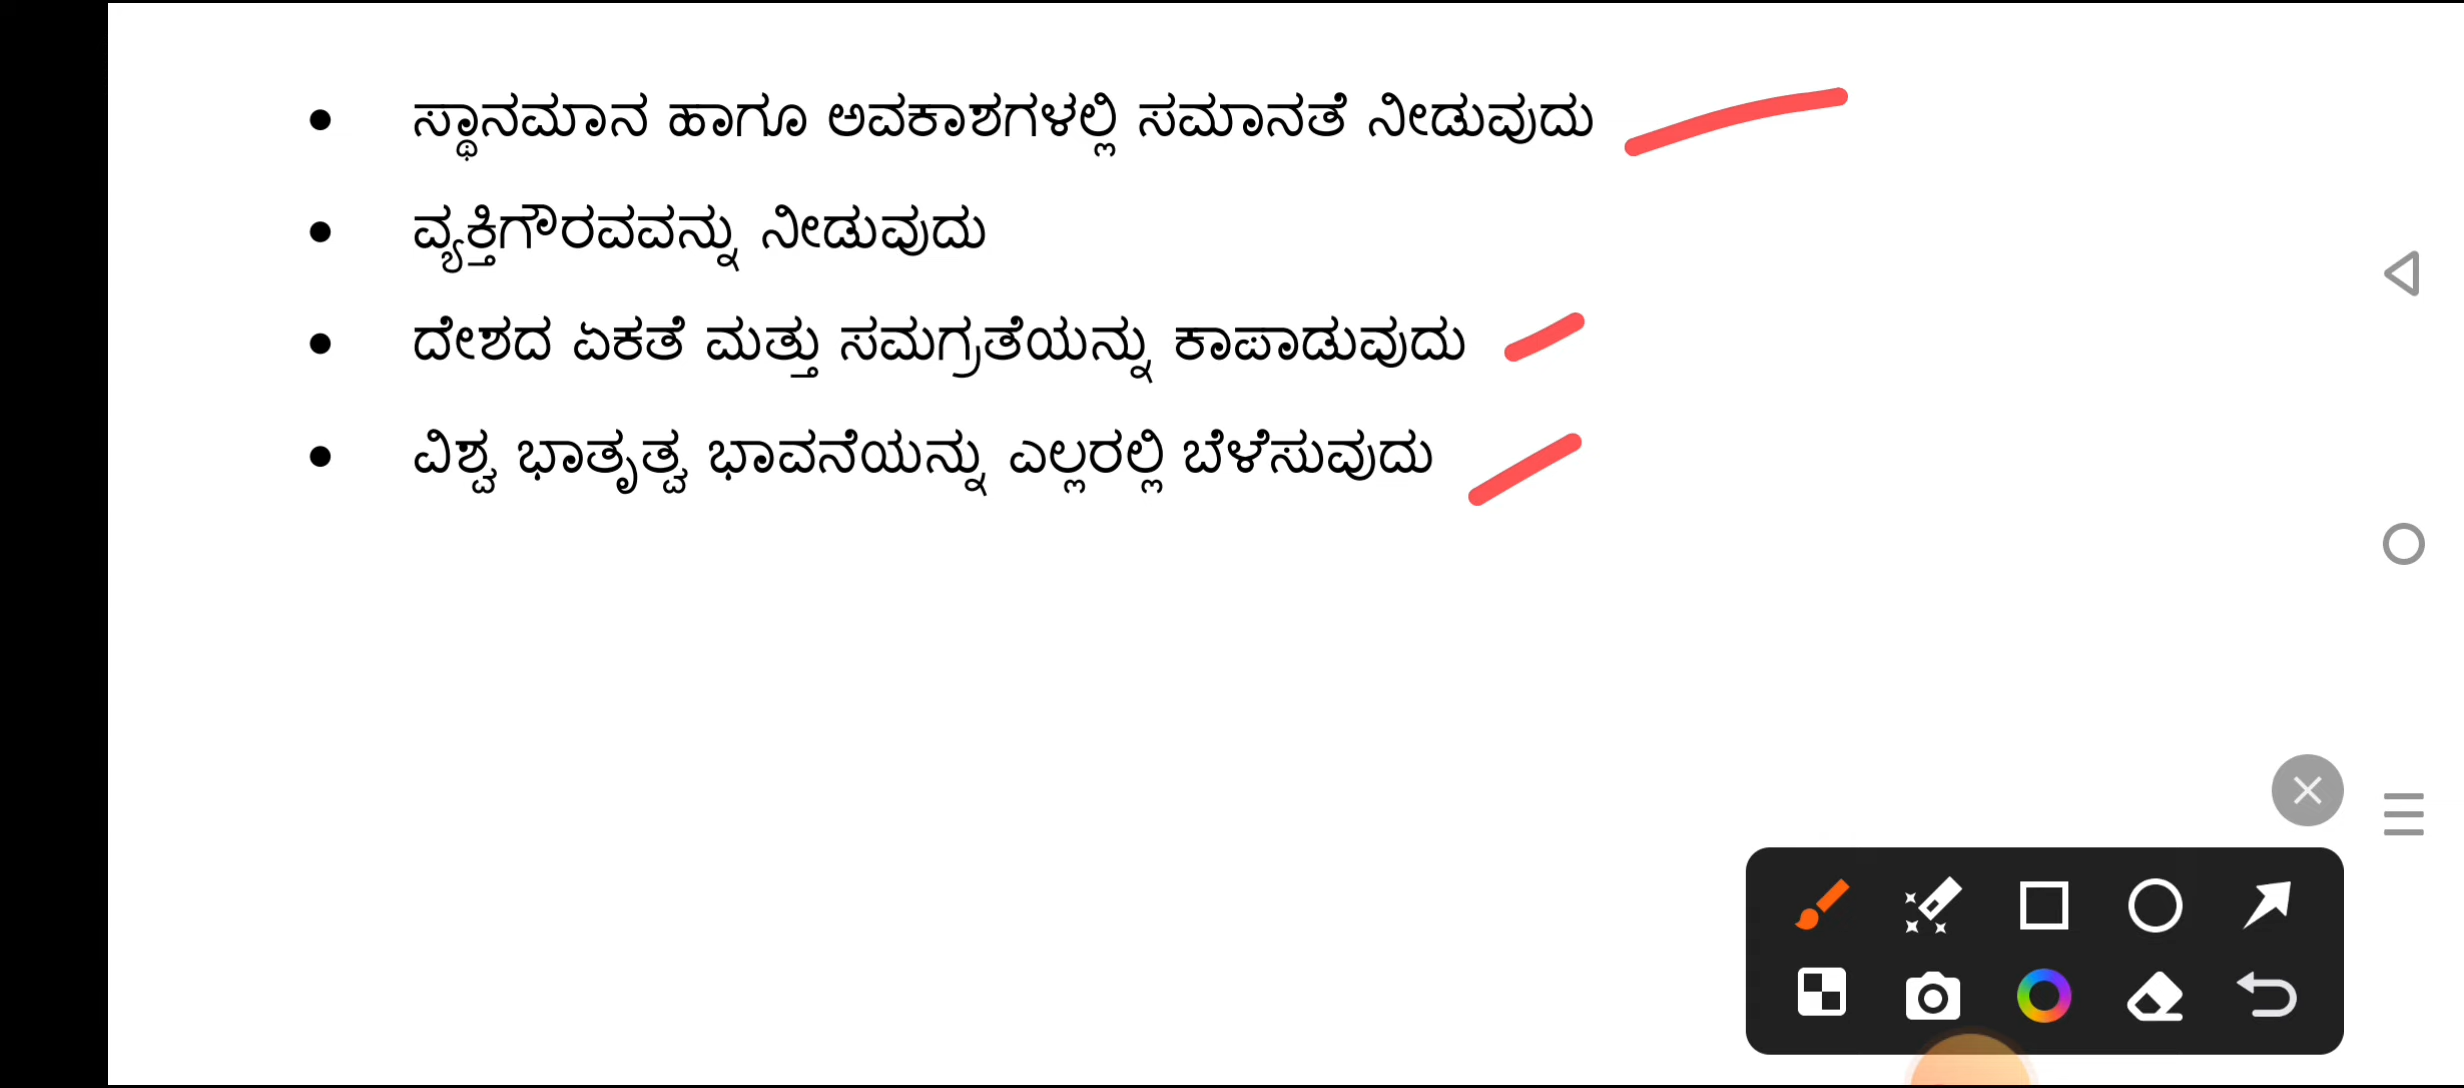 • ಸ್ಥಾನಮಾನ ಹಾಗೂ ಅವಕಾಶಗಳಲ್ಲಿ ಸಮಾನತೆ ನೀಡುವುದು
• ವ್ಯಕ್ತಿಗೌರವವನ್ನು ನೀಡುವುದು
• ದೇಶದ ಏಕತೆ ಮತ್ತು ಸಮಗ್ರತೆಯನ್ನು ಕಾಪಾಡುವುದು
• ವಿಶ್ವ ಭಾತೃತ್ವ ಭಾವನೆಯನ್ನು ಎಲ್ಲರಲ್ಲಿ ಬೆಳೆಸುವುದು